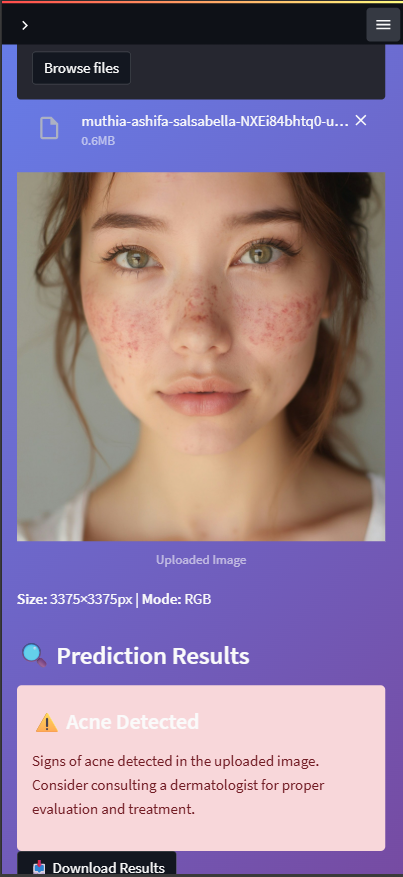 Browse files
muthia-ashifa-salsabella-NXEi84bhtq0-u...
0.6MB
Uploaded Image
Size: 3375×3375px | Mode: RGB
Prediction Results
Acne Detected
Signs of acne detected in the uploaded image.
Consider consulting a dermatologist for proper
evaluation and treatment.
Download Results